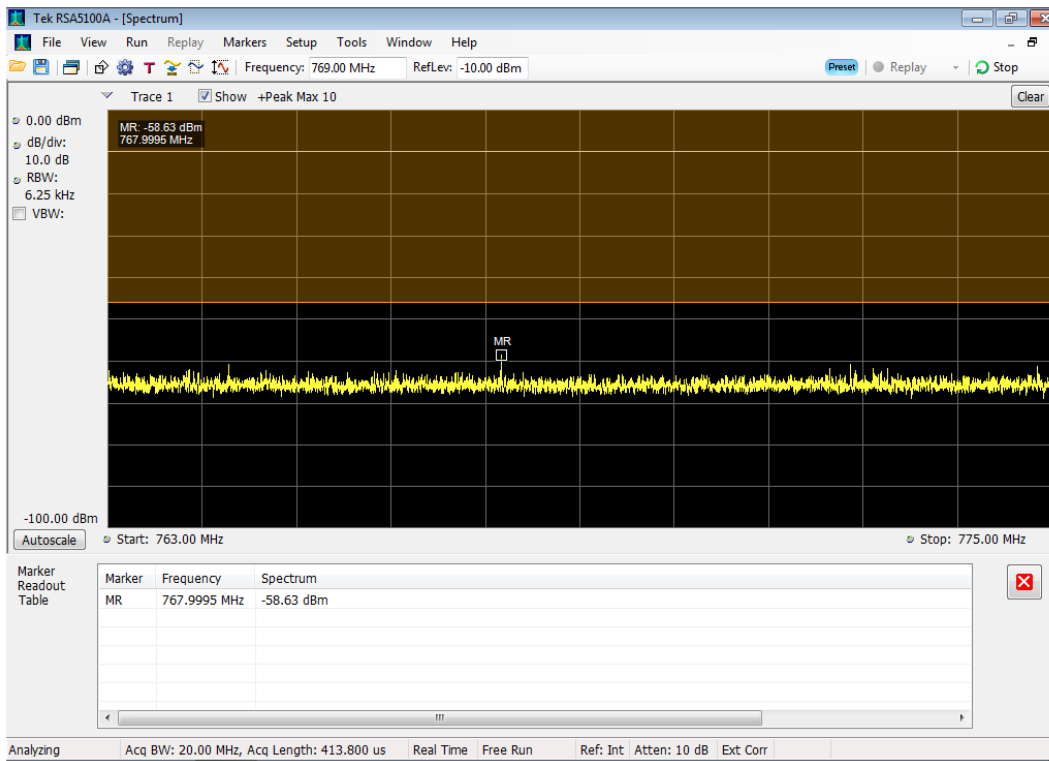 Tek RSA5100A - [Spectrum]
File View Run Replay Markers Setup Tools Window Help
T Frequency: 769.00 MHz RefLev: -10.00 dBm Preset Replay Stop
Trace 1 Show +Peak Max 10 Clear
0.00 dBm
dB/div:
10.0 dB
RBW:
6.25 kHz
VBW:
MR: -58.63 dBm
767.9995 MHz
MR
-100.00 dBm
Autoscale Start: 763.00 MHz Stop: 775.00 MHz
Marker
Readout
Table
Marker Frequency Spectrum
MR 767.9995 MHz -58.63 dBm
Analyzing Acq BW: 20.00 MHz, Acq Length: 413.800 us Real Time Free Run Ref: Int Atten: 10 dB Ext Corr